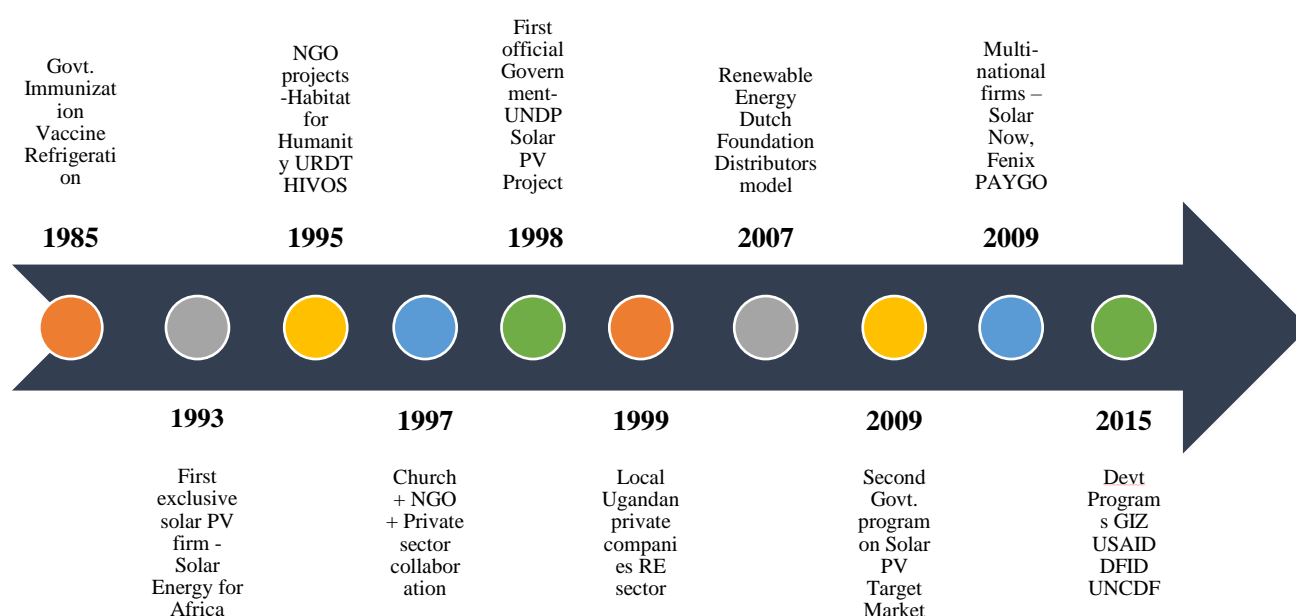 Govt.
Immunizat
ion
Vaccine
Refrigerati
on
1985
NGO
projects
-Habitat
for
Humanit
y URDT
HIVOS
1995
First
official
Govern
ment-
UNDP
Solar
PV
Project
1998
Renewable
Energy
Dutch
Foundation
Distributors
model
2007
Multi-
national
firms –
Solar
Now,
Fenix
PAYGO
2009
1993
First
exclusive
solar PV
firm -
Solar
Energy for
Africa
1997
Church
+ NGO
+ Private
sector
collabor
ation
1999
Local
Ugandan
private
compani
es RE
sector
2009
Second
Govt.
program
on Solar
PV
Target
Market
2015
Devt
Program
s GIZ
USAID
DFID
UNCDF